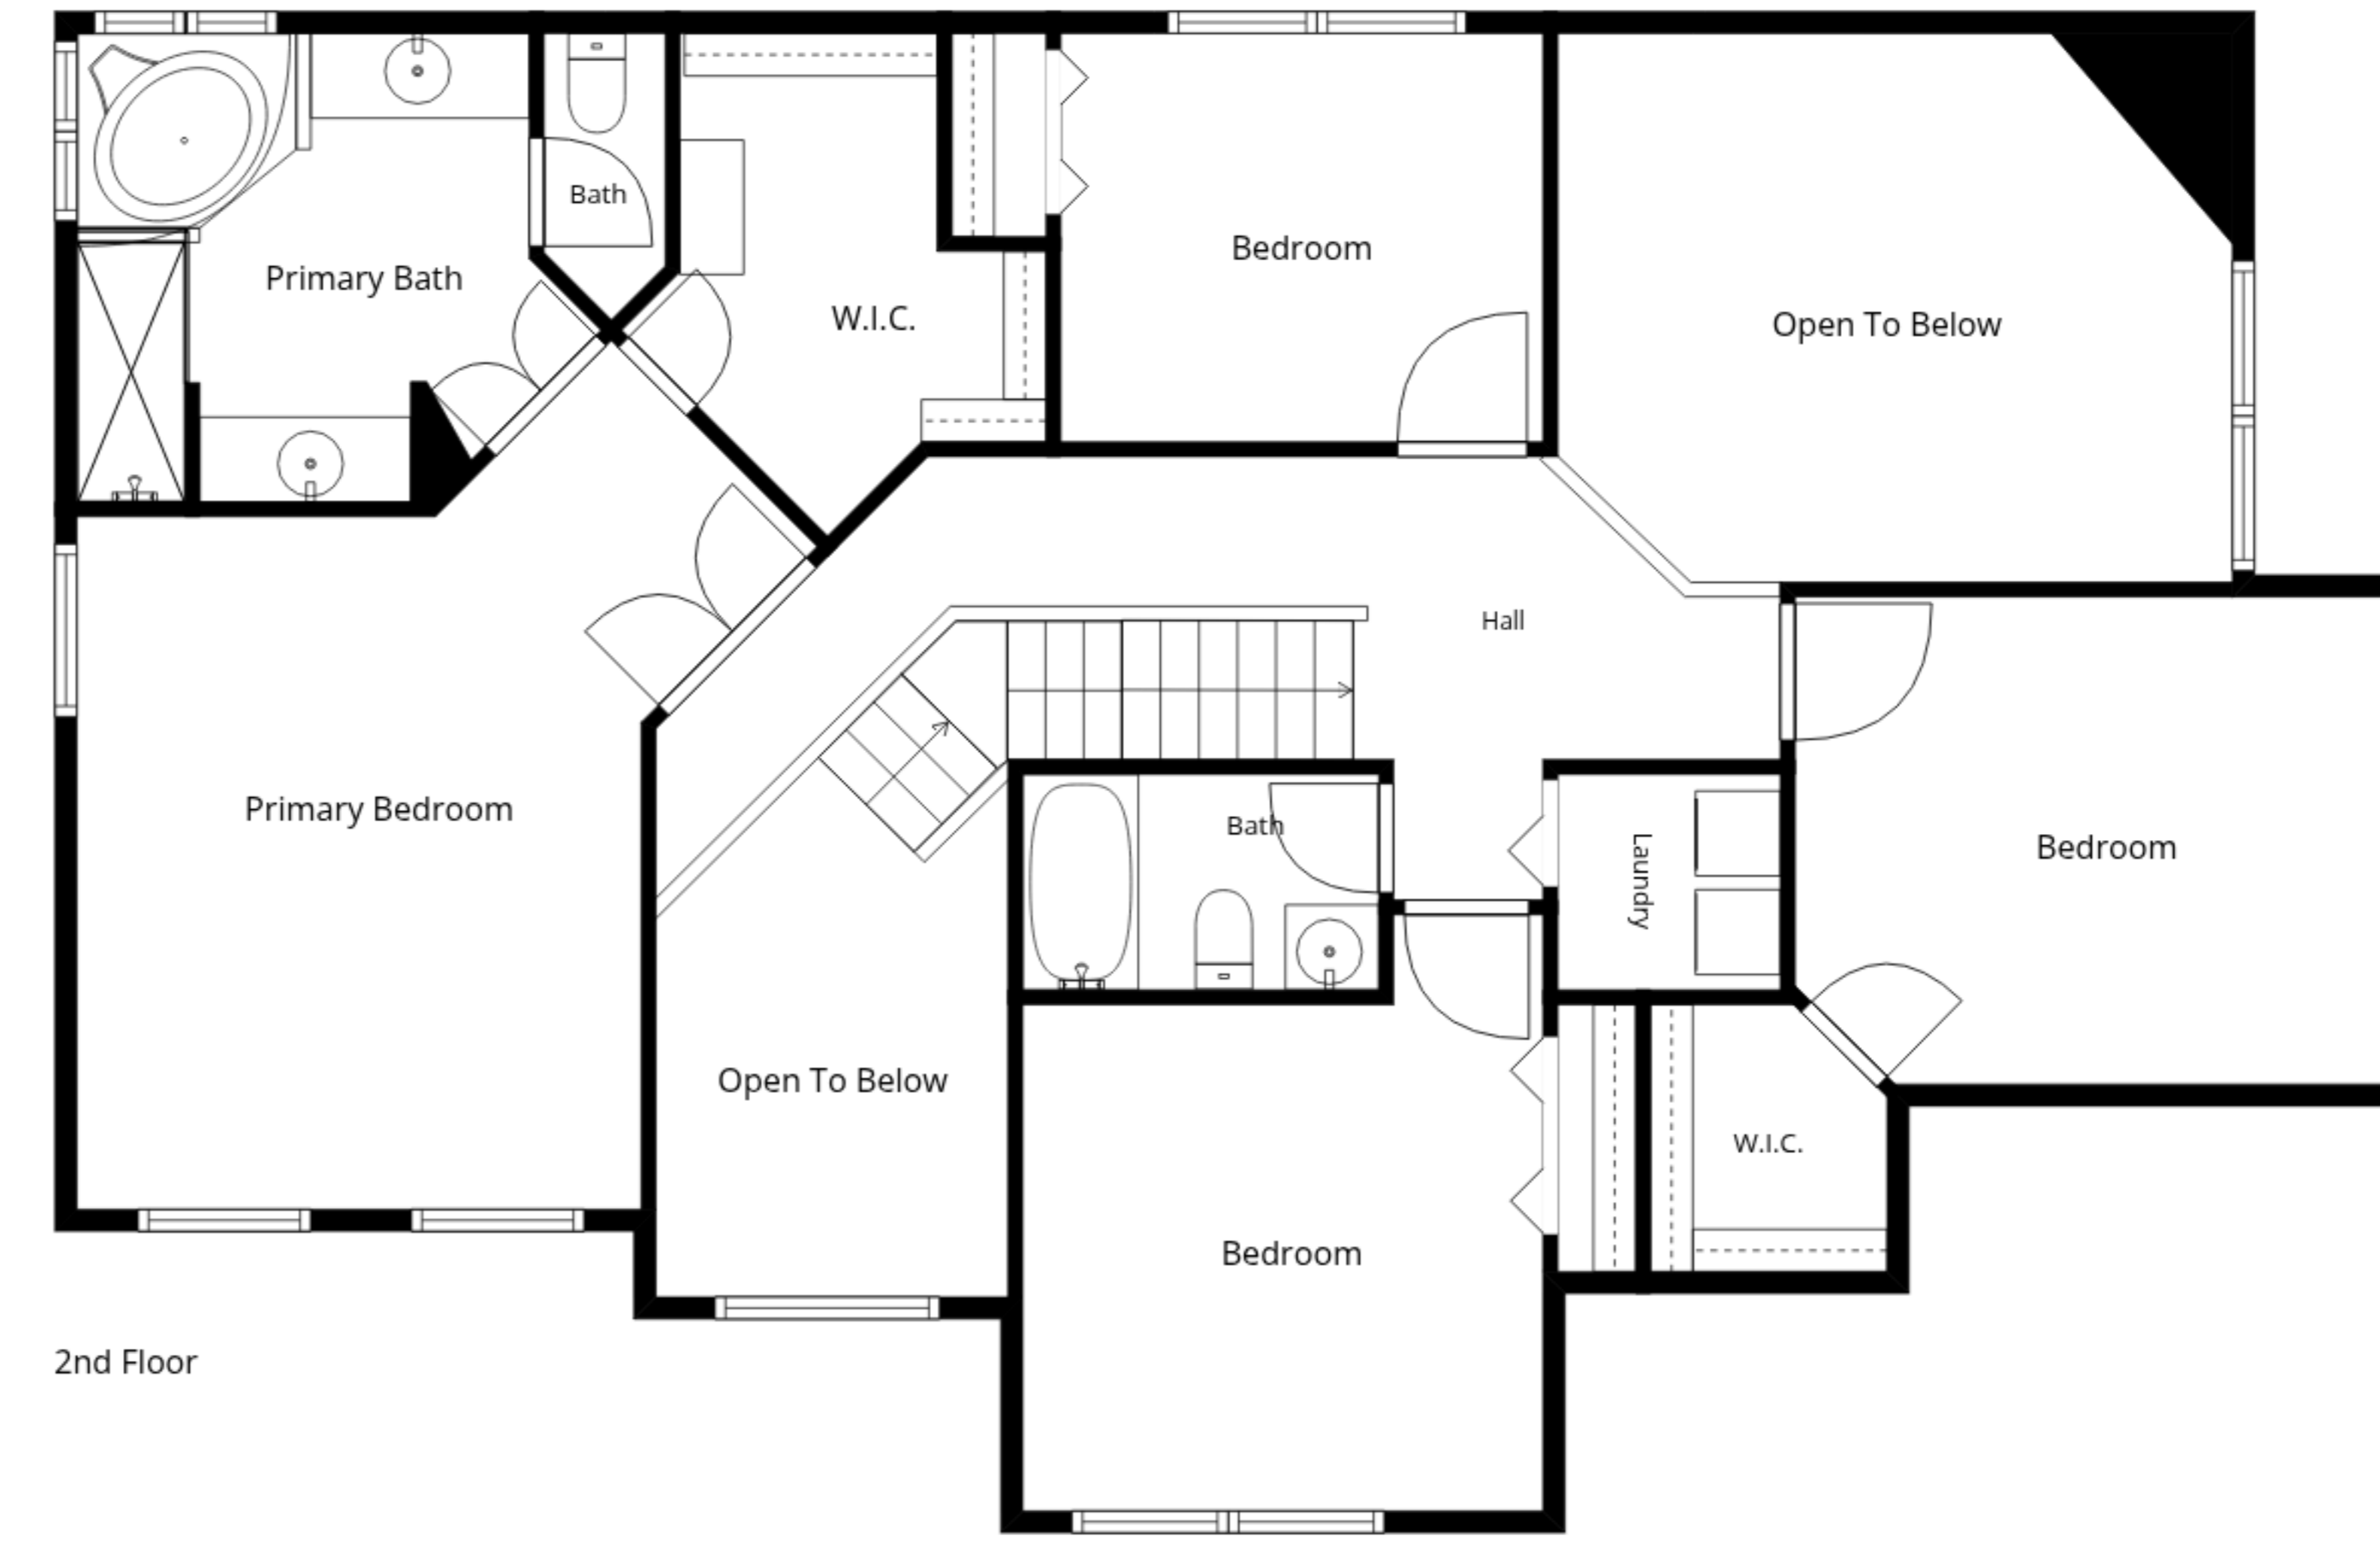 Bath
Primary Bath
W.I.C.
Bedroom
Open To Below
Hall
Primary Bedroom
Bath
Laundry
Bedroom
Open To Below
W.I.C.
Bedroom
2nd Floor